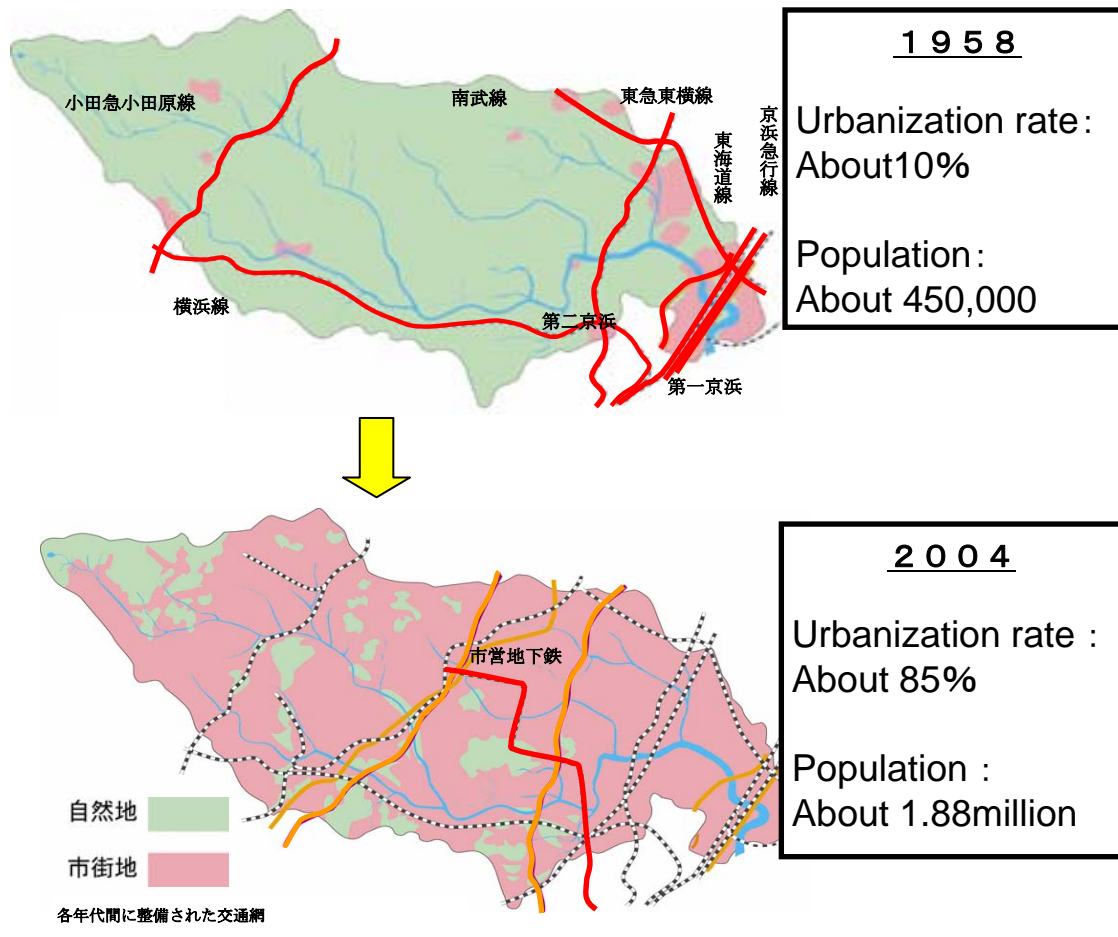 １９５８
Urbanization rate：
About10%
Population：
About 450,000
小田急小田原線
南武線
東急東横線
東海道線
京浜急行線
横浜線
第二京浜
第一京浜
２００４
Urbanization rate：
About 85%
Population：
About 1.88million
市営地下鉄
自然地
市街地
各年代間に整備された交通網